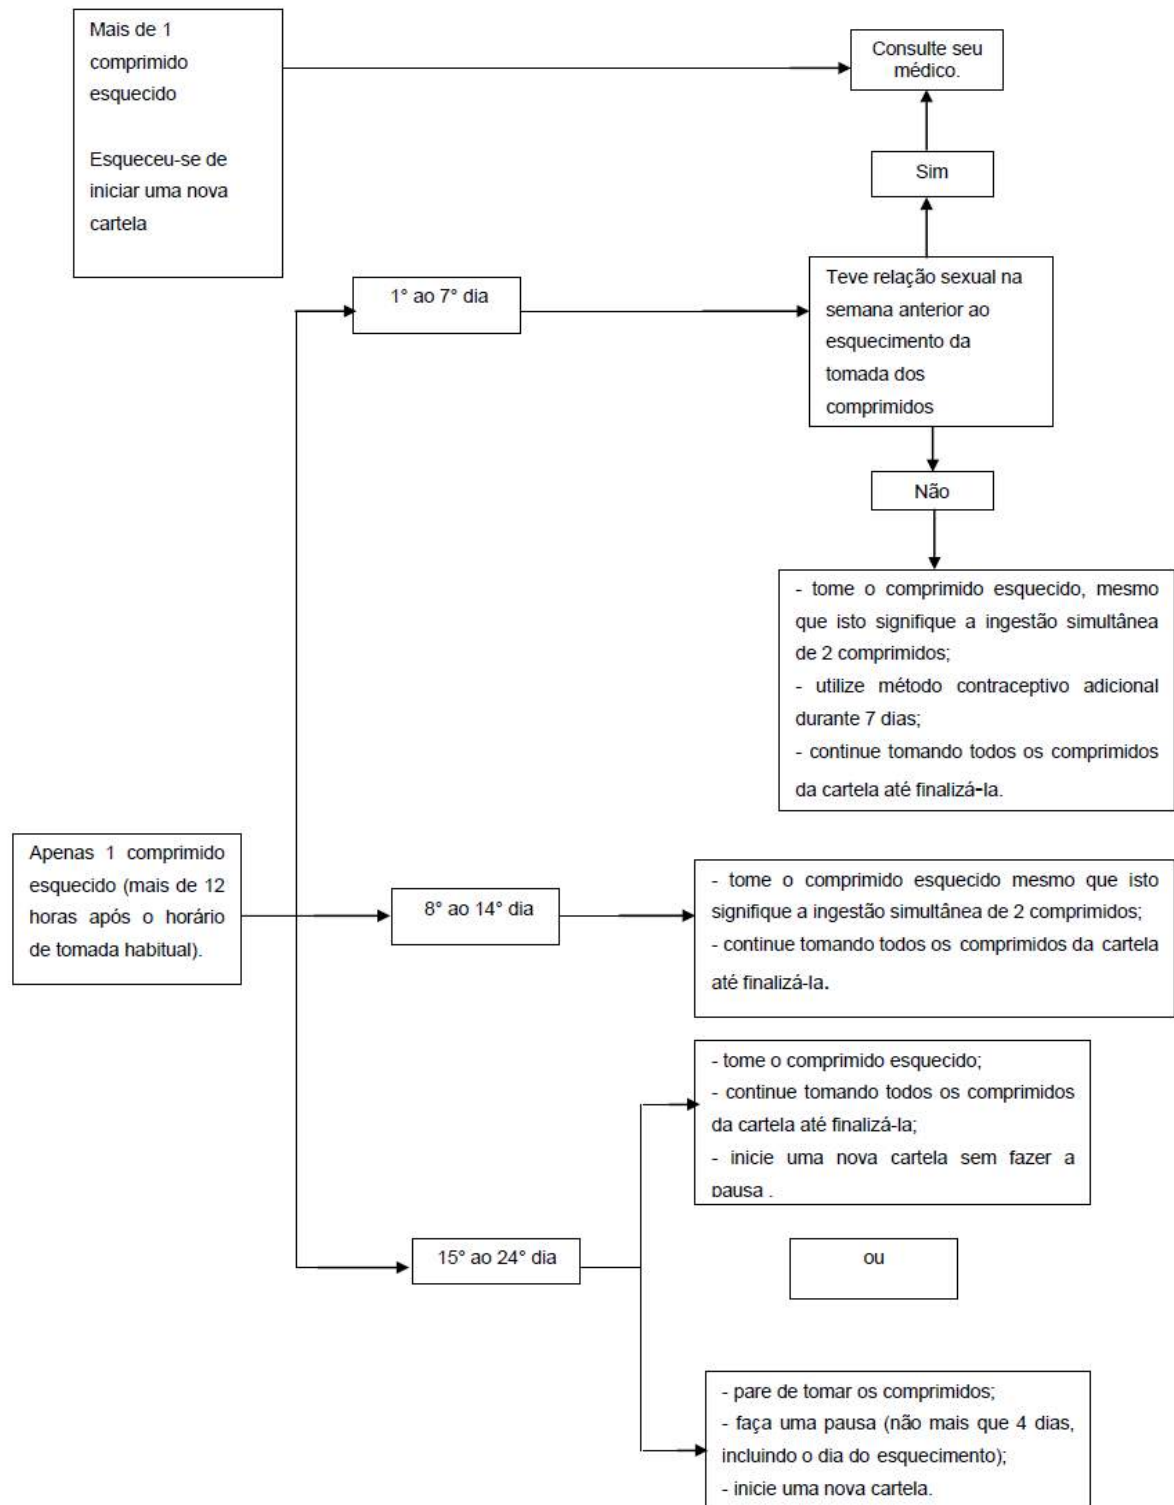 Mais de 1
comprimido
esquecido
Esqueceu-se de
iniciar uma nova
cartela
Consulte seu
médico.
Sim
1° ao 7° dia
Teve relação sexual na
semana anterior ao
esquecimento da
tomada dos
comprimidos
Não
- tome o comprimido esquecido, mesmo
que isto signifique a ingestão simultânea
de 2 comprimidos;
- utilize método contraceptivo adicional
durante 7 dias;
- continue tomando todos os comprimidos
da cartela até finalizá-la.
Apenas 1 comprimido
esquecido (mais de 12
horas após o horário
de tomada habitual).
8° ao 14° dia
- tome o comprimido esquecido mesmo que isto
signifique a ingestão simultânea de 2 comprimidos;
- continue tomando todos os comprimidos da cartela
até finalizá-la.
15° ao 24° dia
- tome o comprimido esquecido;
- continue tomando todos os comprimidos
da cartela até finalizá-la;
- inicie uma nova cartela sem fazer a
pausa .
ou
- pare de tomar os comprimidos;
- faça uma pausa (não mais que 4 dias,
incluindo o dia do esquecimento);
- inicie uma nova cartela.